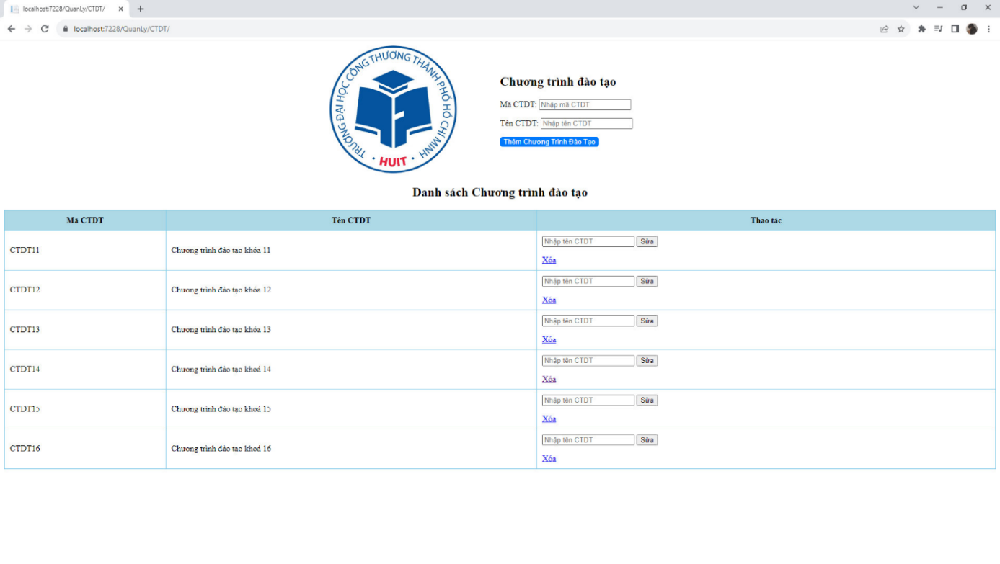 localhost:7228/QuanLy/CTDT/
localhost:7228/QuanLy/CTDT/
TRƯỜNG ĐẠI HỌC CÔNG THƯƠNG THÀNH PHỐ HỒ CHÍ MINH
HUIT
Chương trình đào tạo
Mã CTDT: Nhập mã CTDT
Tên CTDT: Nhập tên CTDT
Thêm Chương Trình Đào Tạo
Danh sách Chương trình đào tạo
Mã CTDT Tên CTDT Thao tác
Nhập tên CTDT Sửa
CTDT11 Chương trình đào tạo khóa 11
Xóa
Nhập tên CTDT Sửa
CTDT12 Chương trình đào tạo khóa 12
Xóa
Nhập tên CTDT Sửa
CTDT13 Chương trình đào tạo khóa 13
Xóa
Nhập tên CTDT Sửa
CTDT14 Chương trình đào tạo khoá 14
Xóa
Nhập tên CTDT Sửa
CTDT15 Chương trình đào tạo khoá 15
Xóa
Nhập tên CTDT Sửa
CTDT16 Chương trình đào tạo khoá 16
Xóa